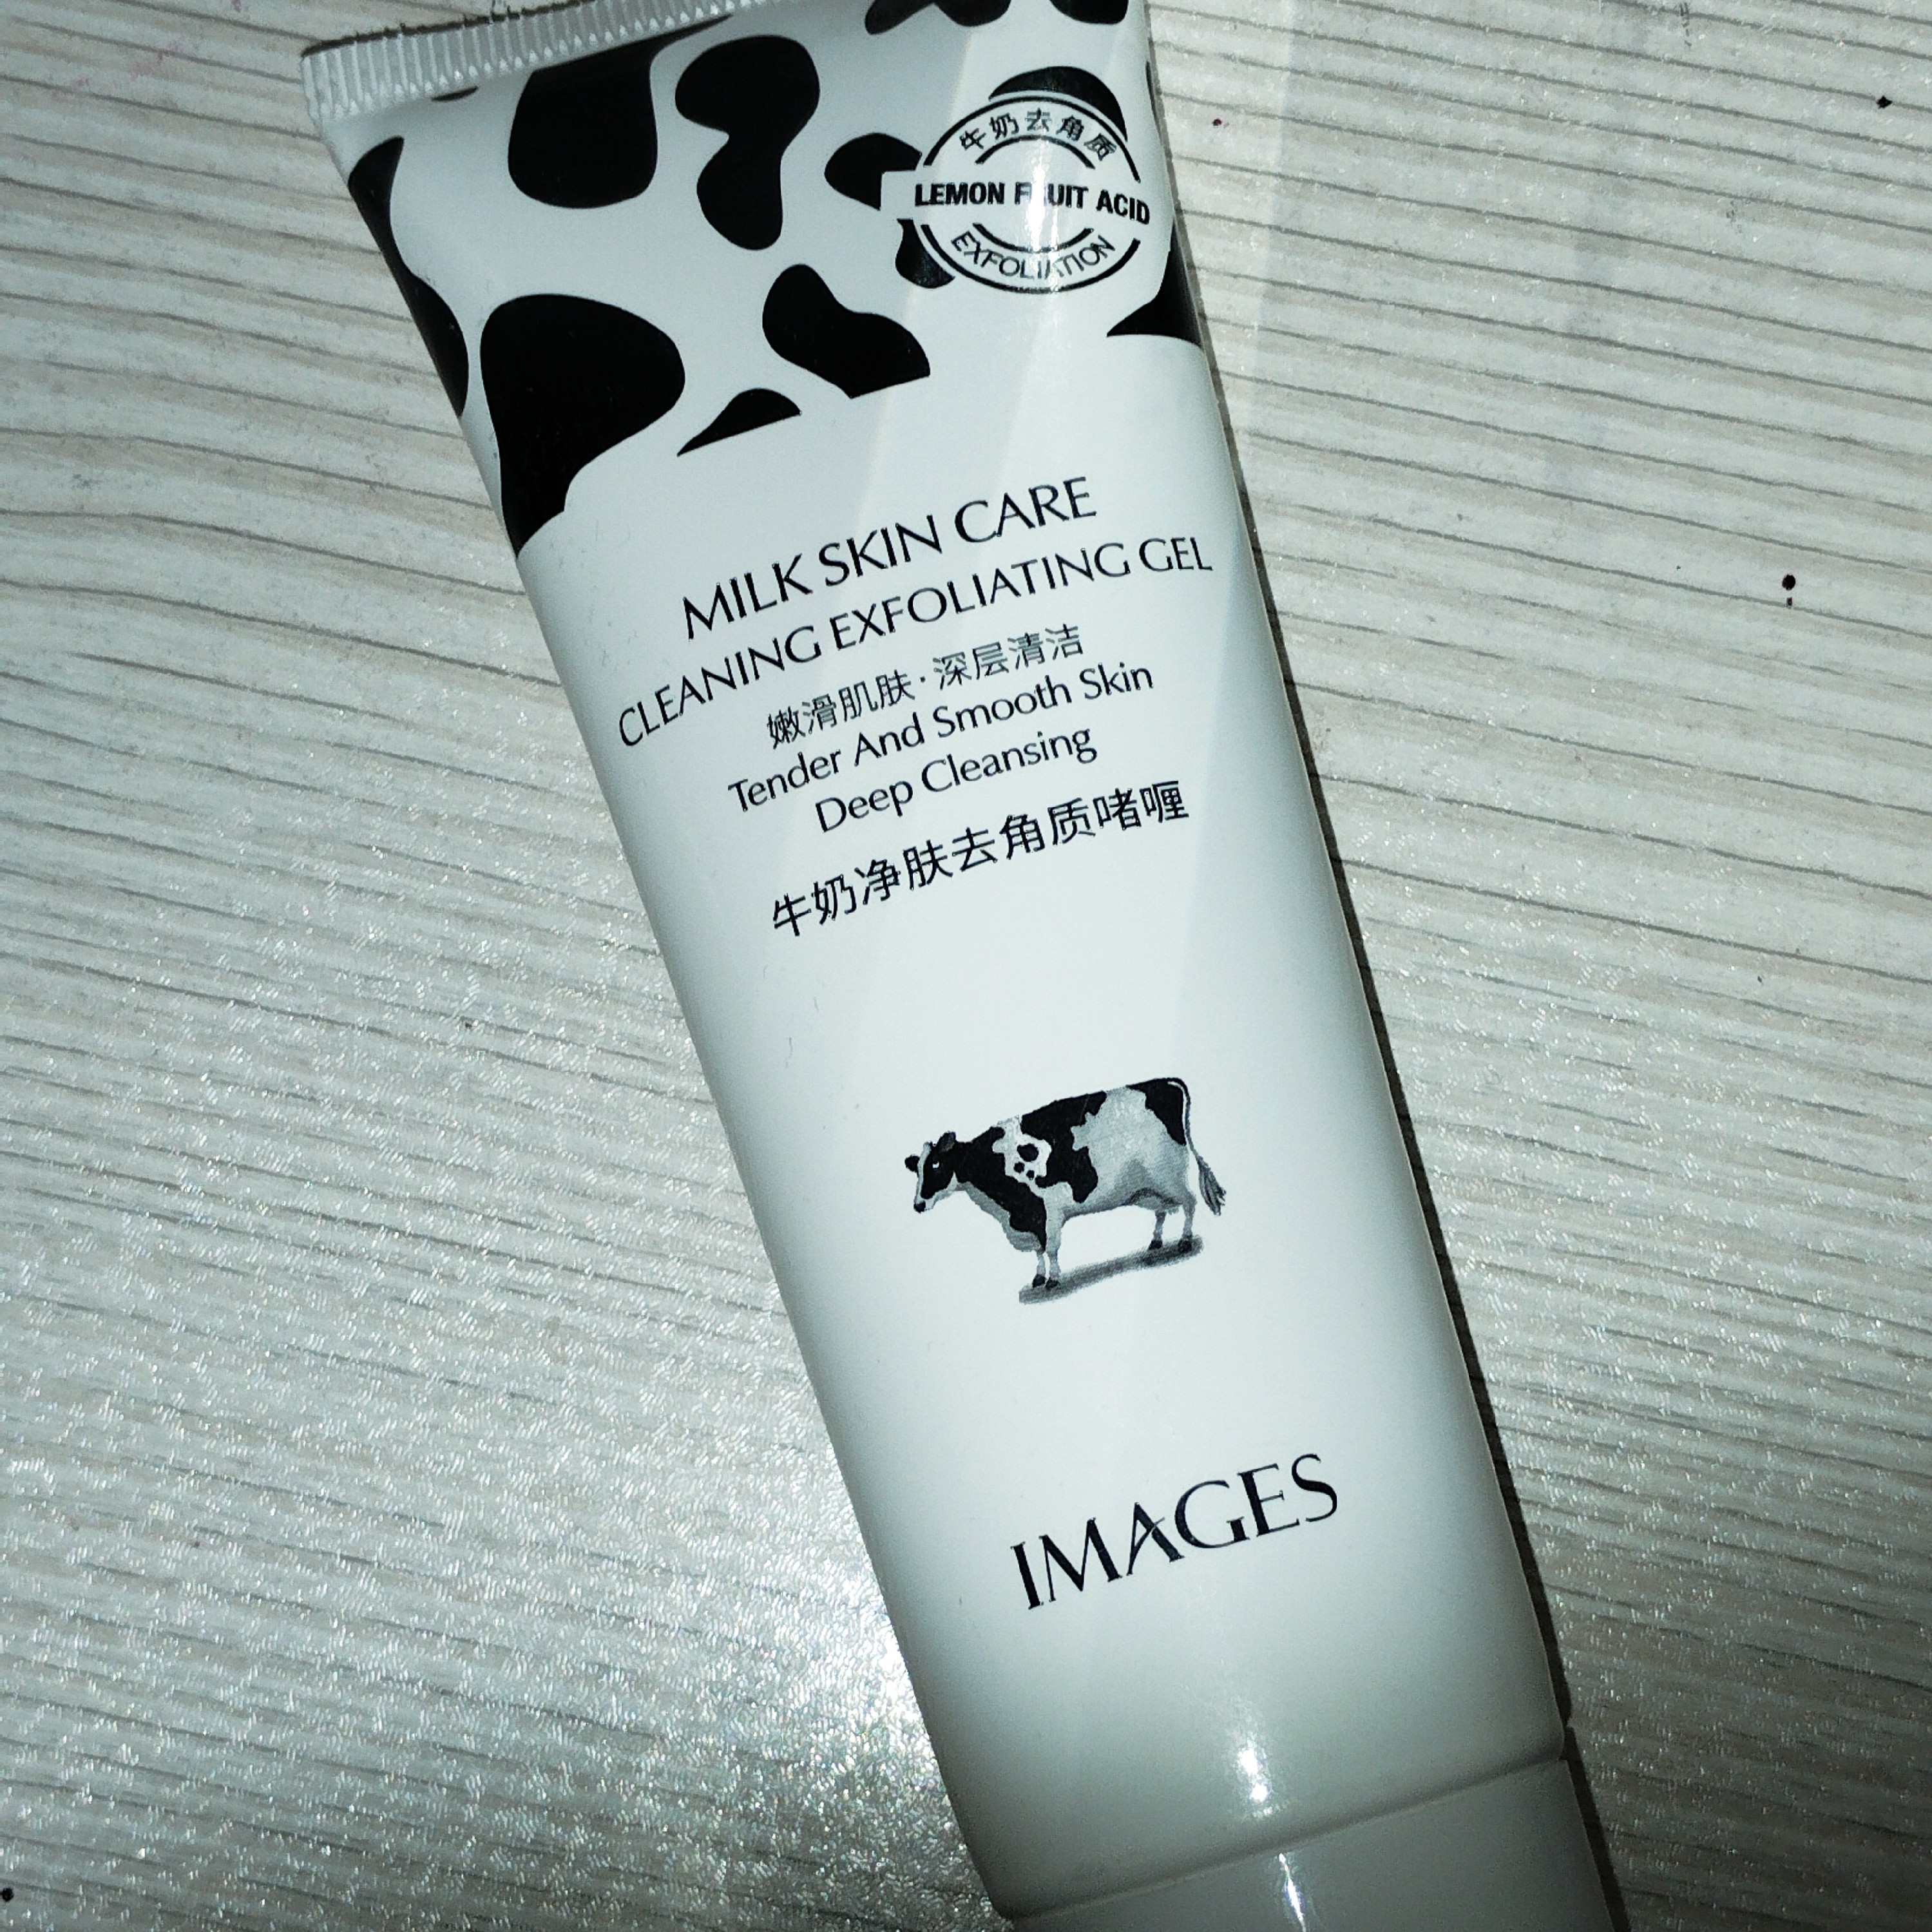 牛奶去角质
LEMON FRUIT ACID
EXFOLIATION
MILK SKIN CARE
CLEANING EXFOLIATING GEL
嫩滑肌肤·深层清洁
Tender And Smooth Skin
Deep Cleansing
牛奶净肤去角质啫喱
IMAGES